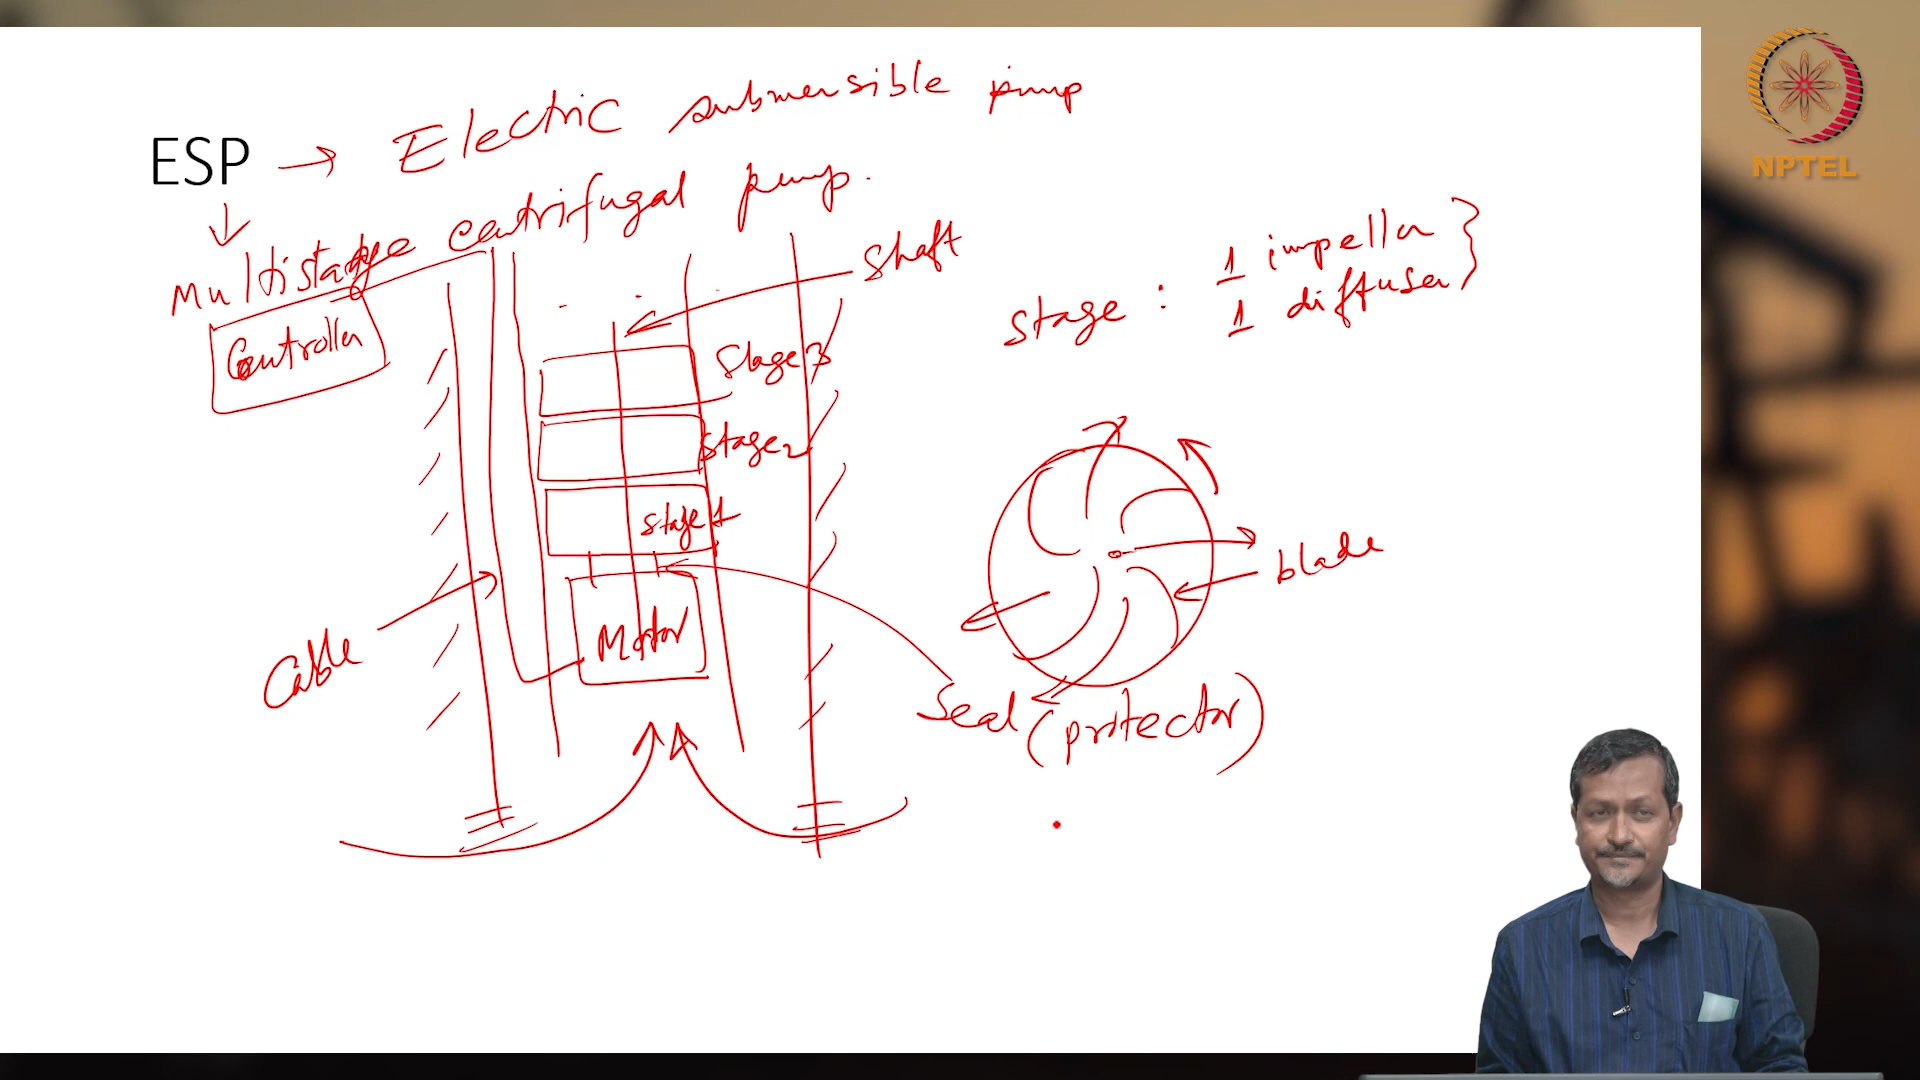 NPTEL
ESP → Electric submersible pump
Multistage centrifugal pump.
Controller
shaft
stage : 1 impeller
1 diffuser
Stage 3
Stage 2
Stage 1
Motor
Cable
blade
Seal (protector)